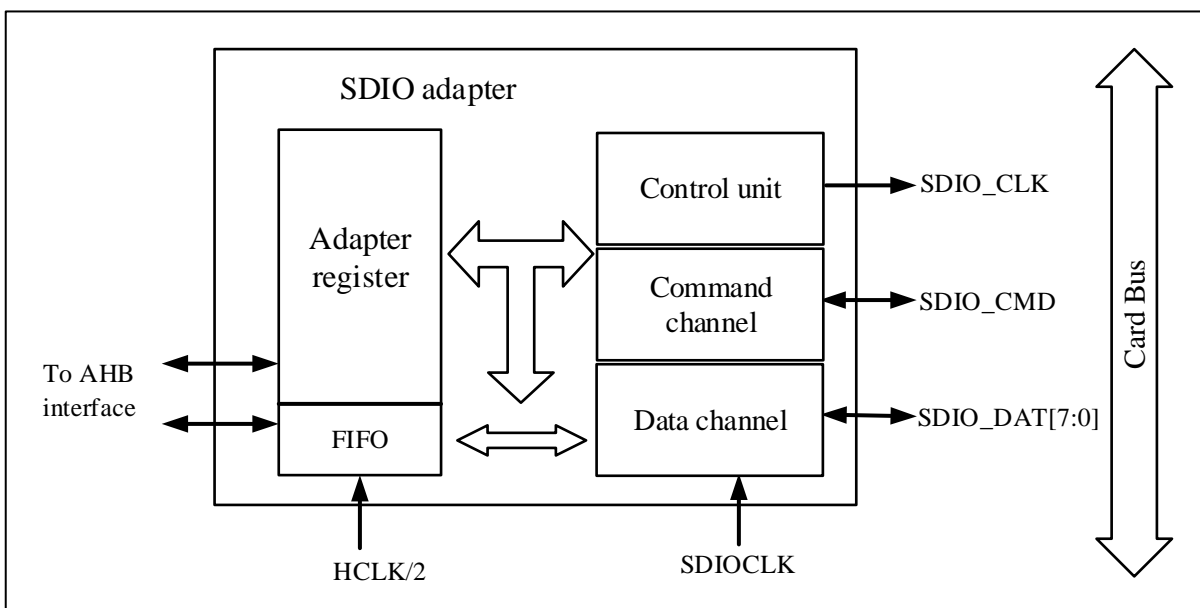 SDIO adapter
Adapter
register
FIFO
Control unit
Command
channel
Data channel
To AHB
interface
HCLK/2
SDIOCLK
SDIO_CLK
SDIO_CMD
SDIO_DAT[7:0]
Card Bus